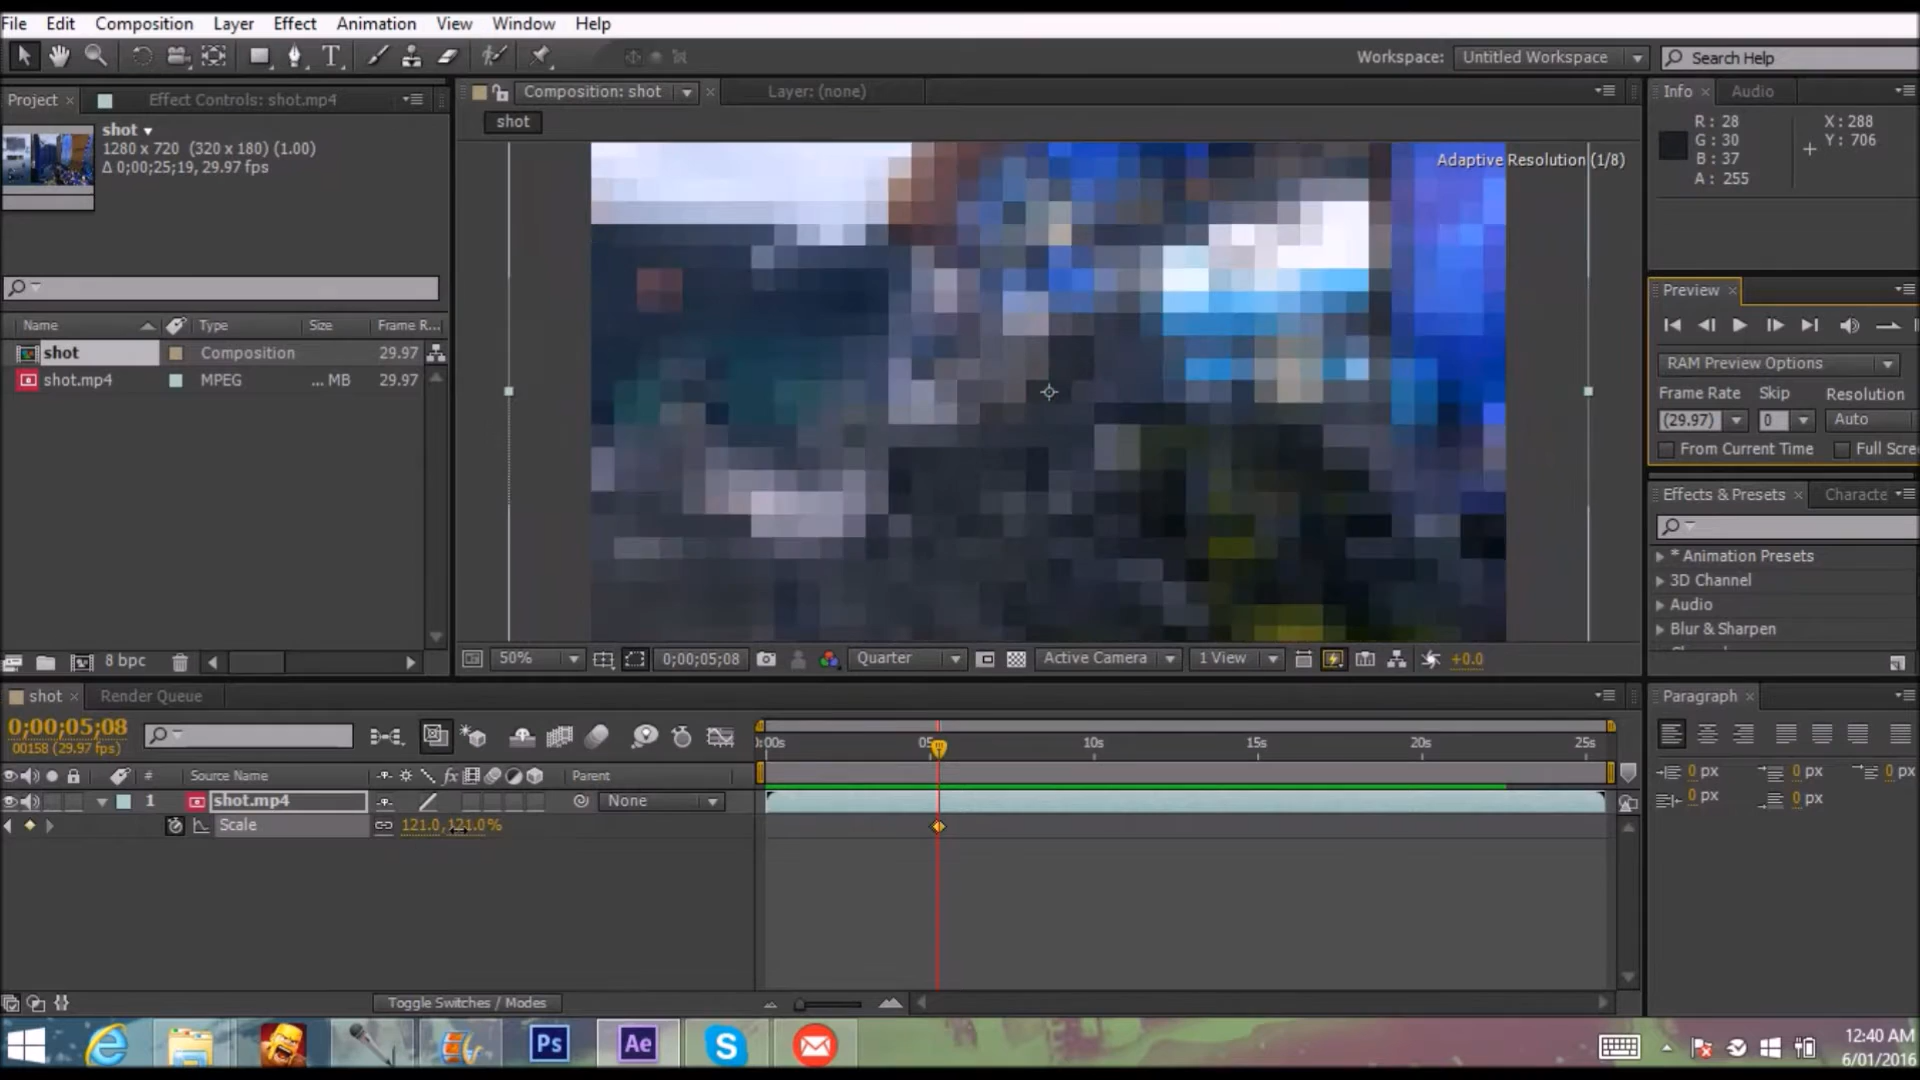 File Edit Composition Layer Effect Animation View Window Help
Workspace: Untitled Workspace Search Help
Project × Effect Controls: shot.mp4
Composition: shot × Layer: (none)
Info × Audio
shot
shot
1280 x 720 (320 x 180) (1.00)
Δ 0;00;25;19, 29.97 fps
R : 28 X : 288
G : 30 Y : 706
B : 37
A : 255
Adaptive Resolution (1/8)
Preview ×
RAM Preview Options
Frame Rate Skip Resolution
(29.97) 0 Auto
From Current Time Full Scre
Name Type Size Frame R...
shot Composition 29.97
shot.mp4 MPEG ... MB 29.97
Effects & Presets × Characte
* Animation Presets
3D Channel
Audio
Blur & Sharpen
8 bpc
50% 0;00;05;08 Quarter Active Camera 1 View +0.0
shot × Render Queue
Paragraph ×
0;00;05;08
00158 (29.97 fps)
:00s 05 10s 15s 20s 25s
# Source Name fx Parent
1 shot.mp4 None
Scale 121.0, 121.0 %
0 px 0 px 0 px
0 px 0 px
Toggle Switches / Modes
Ps Ae S
12:40 AM
6/01/2016